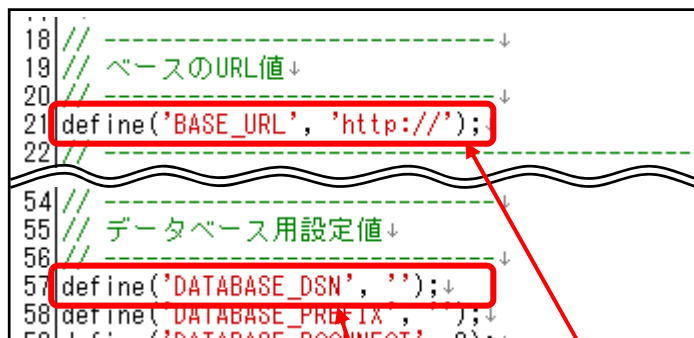 18 // ------------------------------↓
19 // ベースのURL値↓
20 // ------------------------------↓
21 define('BASE_URL', 'http://');↓
22 // ---------------------------------------------
54 // ------------------------------↓
55 // データベース用設定値↓
56 // ------------------------------↓
57 define('DATABASE_DSN', '');↓
58 define('DATABASE_PREFIX', '');↓